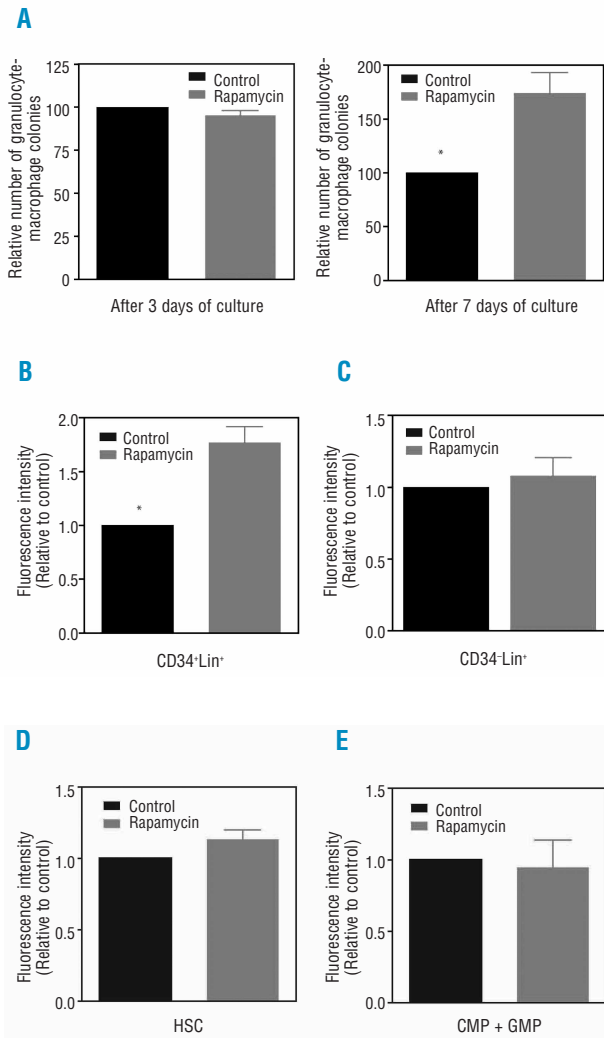 A
Relative number of granulocyte-
macrophage colonies
125
100
75
50
25
0
Control
Rapamycin
After 3 days of culture
Relative number of granulocyte-
macrophage colonies
200
150
100
50
0
Control
Rapamycin
*
After 7 days of culture
B
Fluorescence intensity
(Relative to control)
2.0
1.5
1.0
0.5
0.0
Control
Rapamycin
*
CD34⁺Lin⁺
C
Fluorescence intensity
(Relative to control)
1.5
1.0
0.5
0.0
Control
Rapamycin
CD34⁻Lin⁺
D
Fluorescence intensity
(Relative to control)
1.5
1.0
0.5
0.0
Control
Rapamycin
HSC
E
Fluorescence intensity
(Relative to control)
1.5
1.0
0.5
0.0
Control
Rapamycin
CMP + GMP